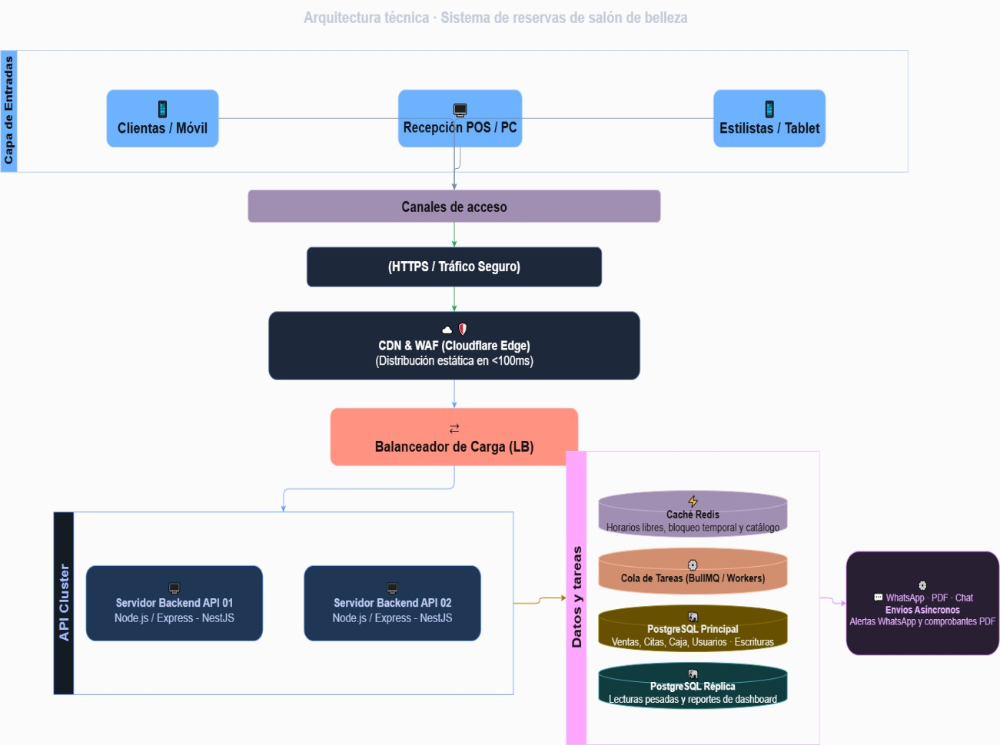 Arquitectura técnica · Sistema de reservas de salón de belleza
Capa de Entradas
Clientas / Móvil
Recepción POS / PC
Estilistas / Tablet
Canales de acceso
(HTTPS / Tráfico Seguro)
CDN & WAF (Cloudflare Edge)
(Distribución estática en <100ms)
Balanceador de Carga (LB)
API Cluster
Servidor Backend API 01
Node.js / Express - NestJS
Servidor Backend API 02
Node.js / Express - NestJS
Datos y tareas
Caché Redis
Horarios libres, bloqueo temporal y catálogo
Cola de Tareas (BullMQ / Workers)
PostgreSQL Principal
Ventas, Citas, Caja, Usuarios · Escrituras
PostgreSQL Réplica
Lecturas pesadas y reportes de dashboard
WhatsApp · PDF · Chat
Envíos Asíncronos
Alertas WhatsApp y comprobantes PDF